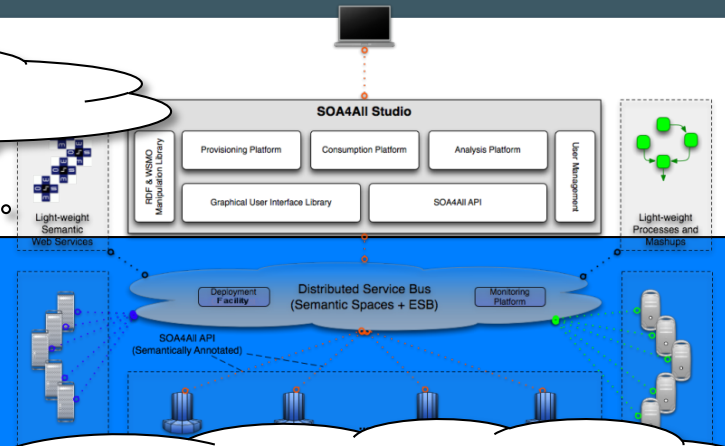 SOA4All Studio
RDF & WSMO
Manipulation Library
Provisioning Platform
Consumption Platform
Analysis Platform
User Management
Graphical User Interface Library
SOA4All API
Light-weight
Semantic
Web Services
Light-weight
Processes and
Mashups
Deployment
Facility
Distributed Service Bus
(Semantic Spaces + ESB)
Monitoring
Platform
SOA4All API
(Semantically Annotated)